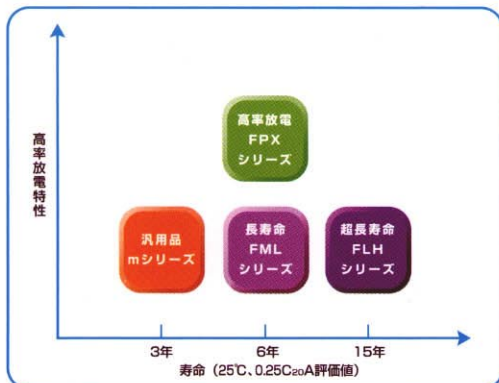 高率放電特性
高率放電
FPX
シリーズ
汎用品
mシリーズ
長寿命
FML
シリーズ
超長寿命
FLH
シリーズ
3年
6年
15年
寿命（25℃、0.25C20A評価値）